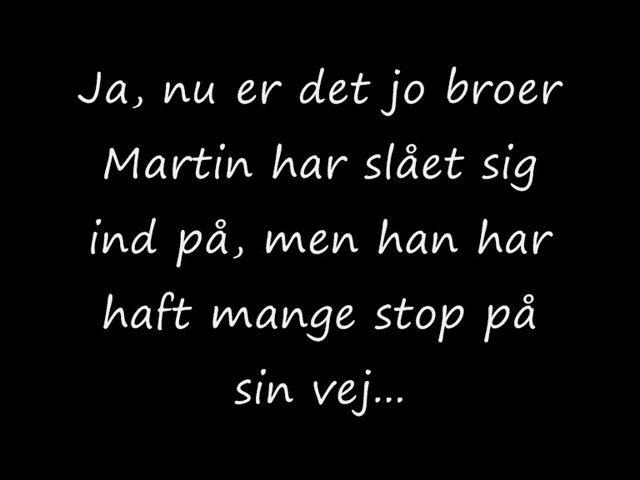 Ja, nu er det jo broer
Martin har slået sig
ind på, men han har
haft mange stop på
sin vej...